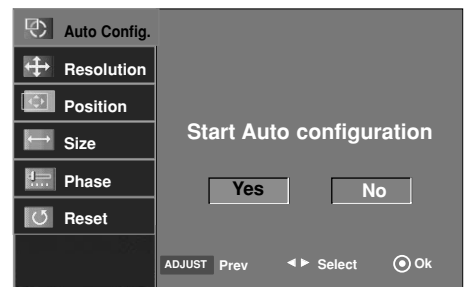 Auto Config.
Resolution
Position
Size
Phase
Reset
Start Auto configuration
Yes No
ADJUST Prev Select Ok